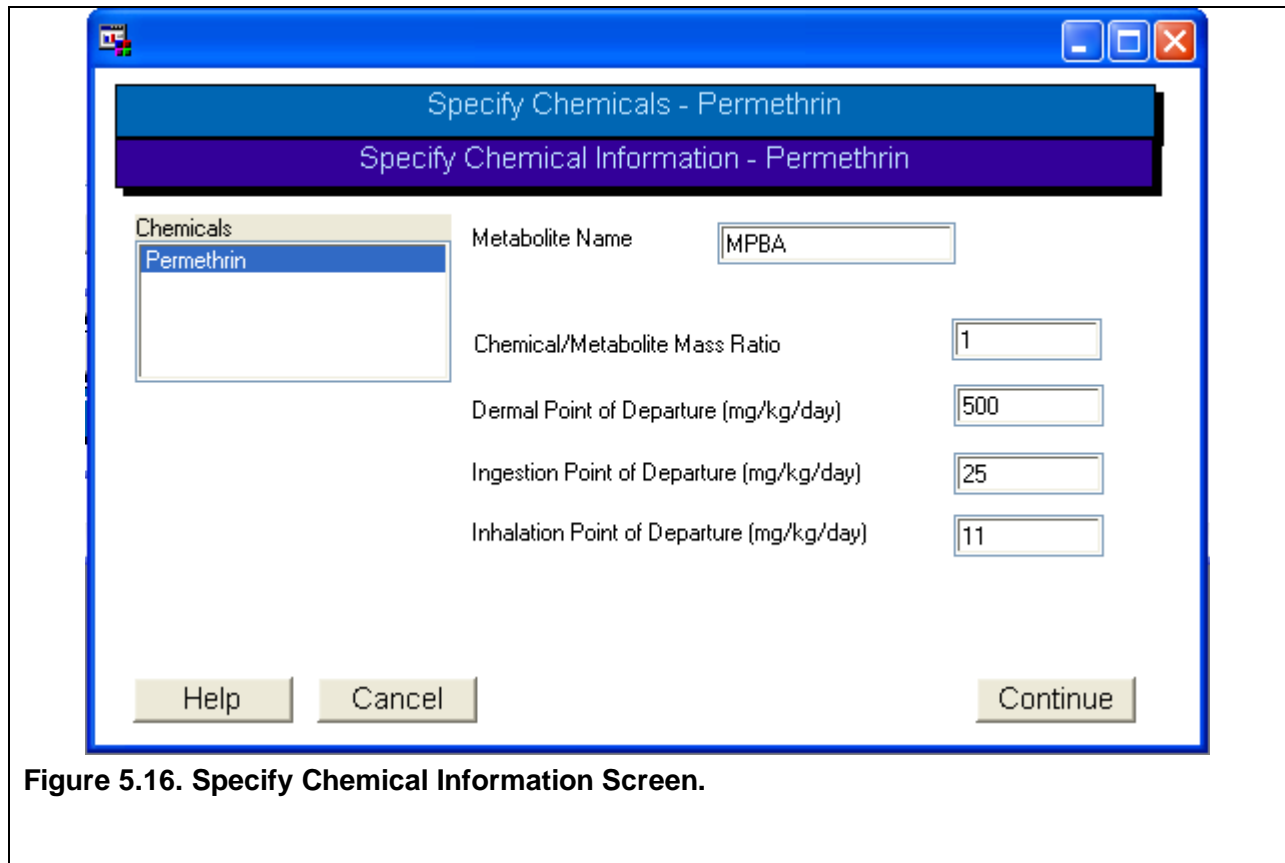 Specify Chemicals - Permethrin
Specify Chemical Information - Permethrin
Chemicals
Permethrin
Metabolite Name
MPBA
Chemical/Metabolite Mass Ratio
1
Dermal Point of Departure (mg/kg/day)
500
Ingestion Point of Departure (mg/kg/day)
25
Inhalation Point of Departure (mg/kg/day)
11
Help
Cancel
Continue
Figure 5.16. Specify Chemical Information Screen.